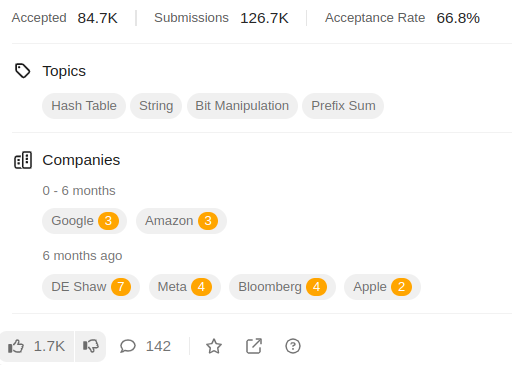 Accepted 84.7K Submissions 126.7K Acceptance Rate 66.8%
Topics
Hash Table String Bit Manipulation Prefix Sum
Companies
0 - 6 months
Google 3 Amazon 3
6 months ago
DE Shaw 7 Meta 4 Bloomberg 4 Apple 2
1.7K 142